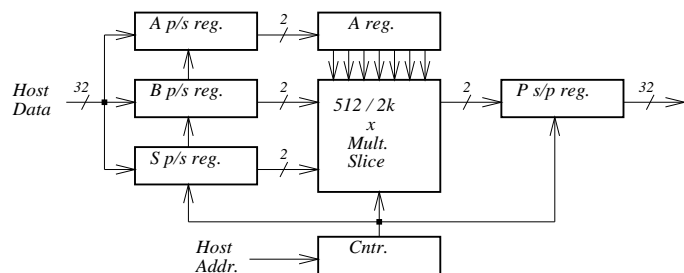 A p/s reg.
2
A reg.
Host
Data
32
B p/s reg.
2
512 / 2k
x
Mult.
Slice
2
P s/p reg.
32
S p/s reg.
2
Host
Addr.
Cntr.